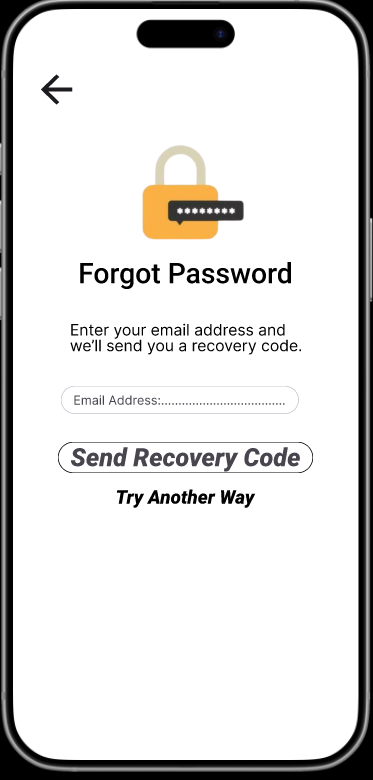 ********
Forgot Password
Enter your email address and
we'll send you a recovery code.
Email Address:....................................
Send Recovery Code
Try Another Way